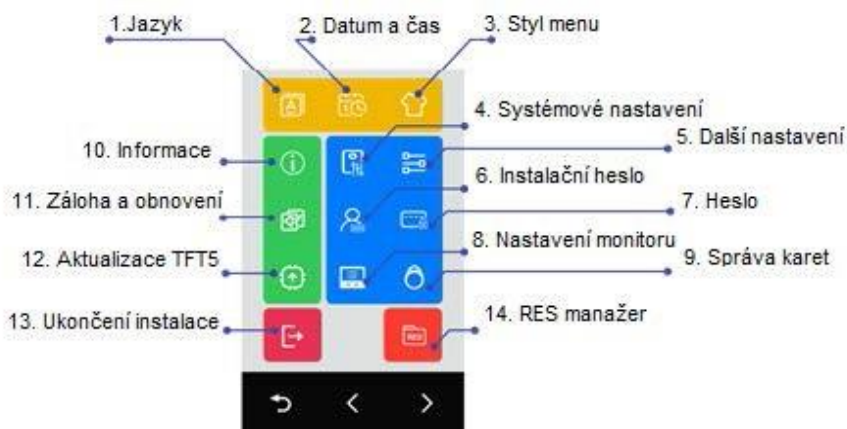 1.Jazyk
2. Datum a čas
3. Styl menu
4. Systémové nastavení
5. Další nastavení
10. Informace
6. Instalační heslo
11. Záloha a obnovení
7. Heslo
8. Nastavení monitoru
12. Aktualizace TFT5
9. Správa karet
13. Ukončení instalace
14. RES manažer
A
1
RES